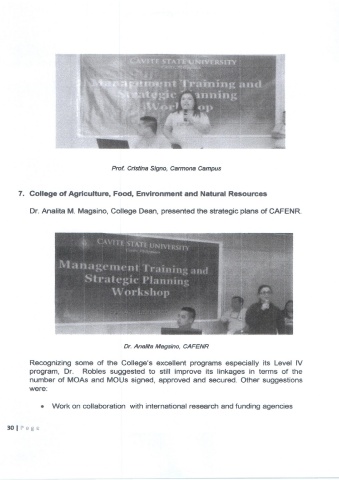 CAVITE STATE UNIVERSITY
Management Training and
Strategic Planning
Workshop
Prof. Cristina Signo, Carmona Campus
7. College of Agriculture, Food, Environment and Natural Resources
Dr. Analita M. Magsino, College Dean, presented the strategic plans of CAFENR.
CAVITE STATE UNIVERSITY
Management Training and
Strategic Planning
Workshop
Dr. Analita Magsino, CAFENR
Recognizing some of the College's excellent programs especially its Level IV
program, Dr. Robles suggested to still improve its linkages in terms of the
number of MOAs and MOUs signed, approved and secured. Other suggestions
were:
• Work on collaboration with international research and funding agencies
30 | P a g e